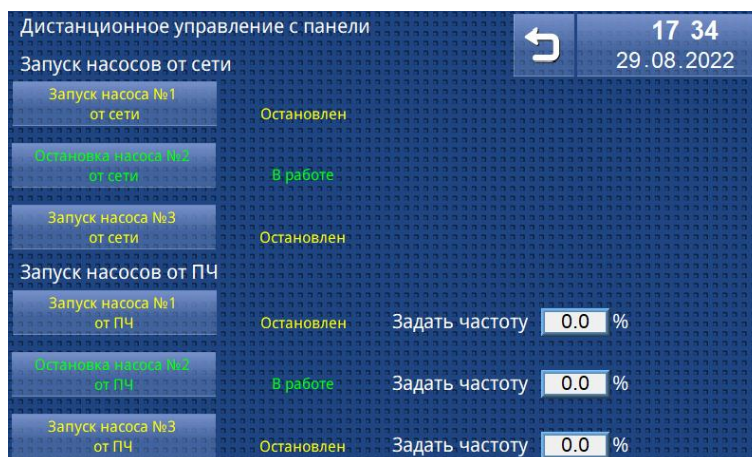 Дистанционное управление с панели
17 34
29.08.2022
Запуск насосов от сети
Запуск насоса №1
от сети
Остановлен
Остановка насоса №2
от сети
В работе
Запуск насоса №3
от сети
Остановлен
Запуск насосов от ПЧ
Запуск насоса №1
от ПЧ
Остановлен
Задать частоту 0.0 %
Остановка насоса №2
от ПЧ
В работе
Задать частоту 0.0 %
Запуск насоса №3
от ПЧ
Остановлен
Задать частоту 0.0 %